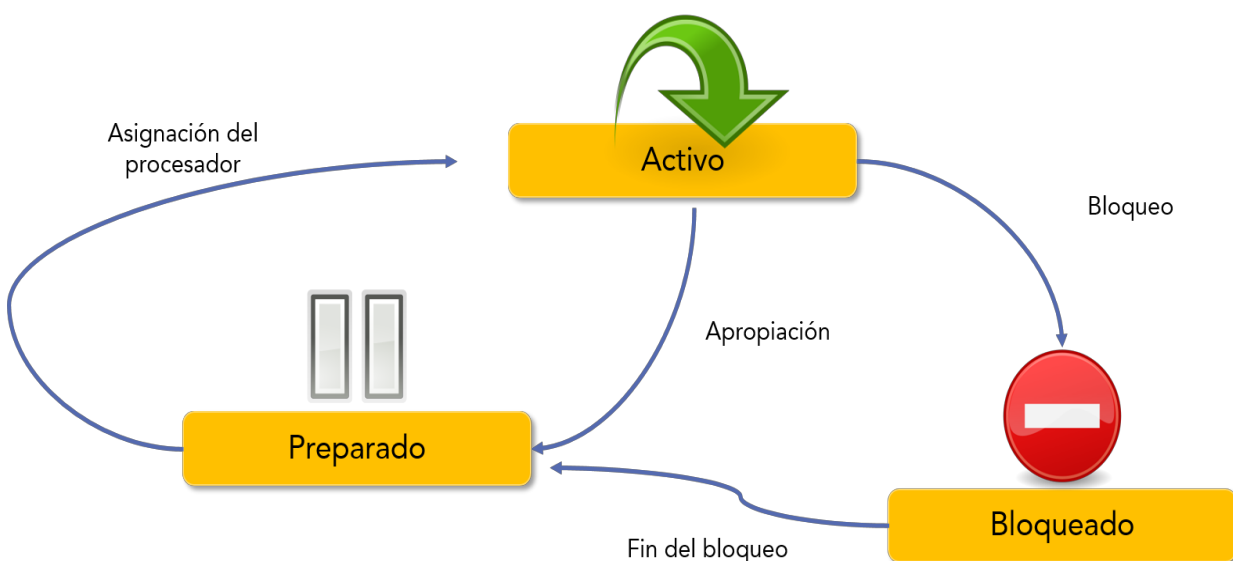 Asignación del
procesador
Activo
Bloqueo
Apropiación
Preparado
Bloqueado
Fin del bloqueo